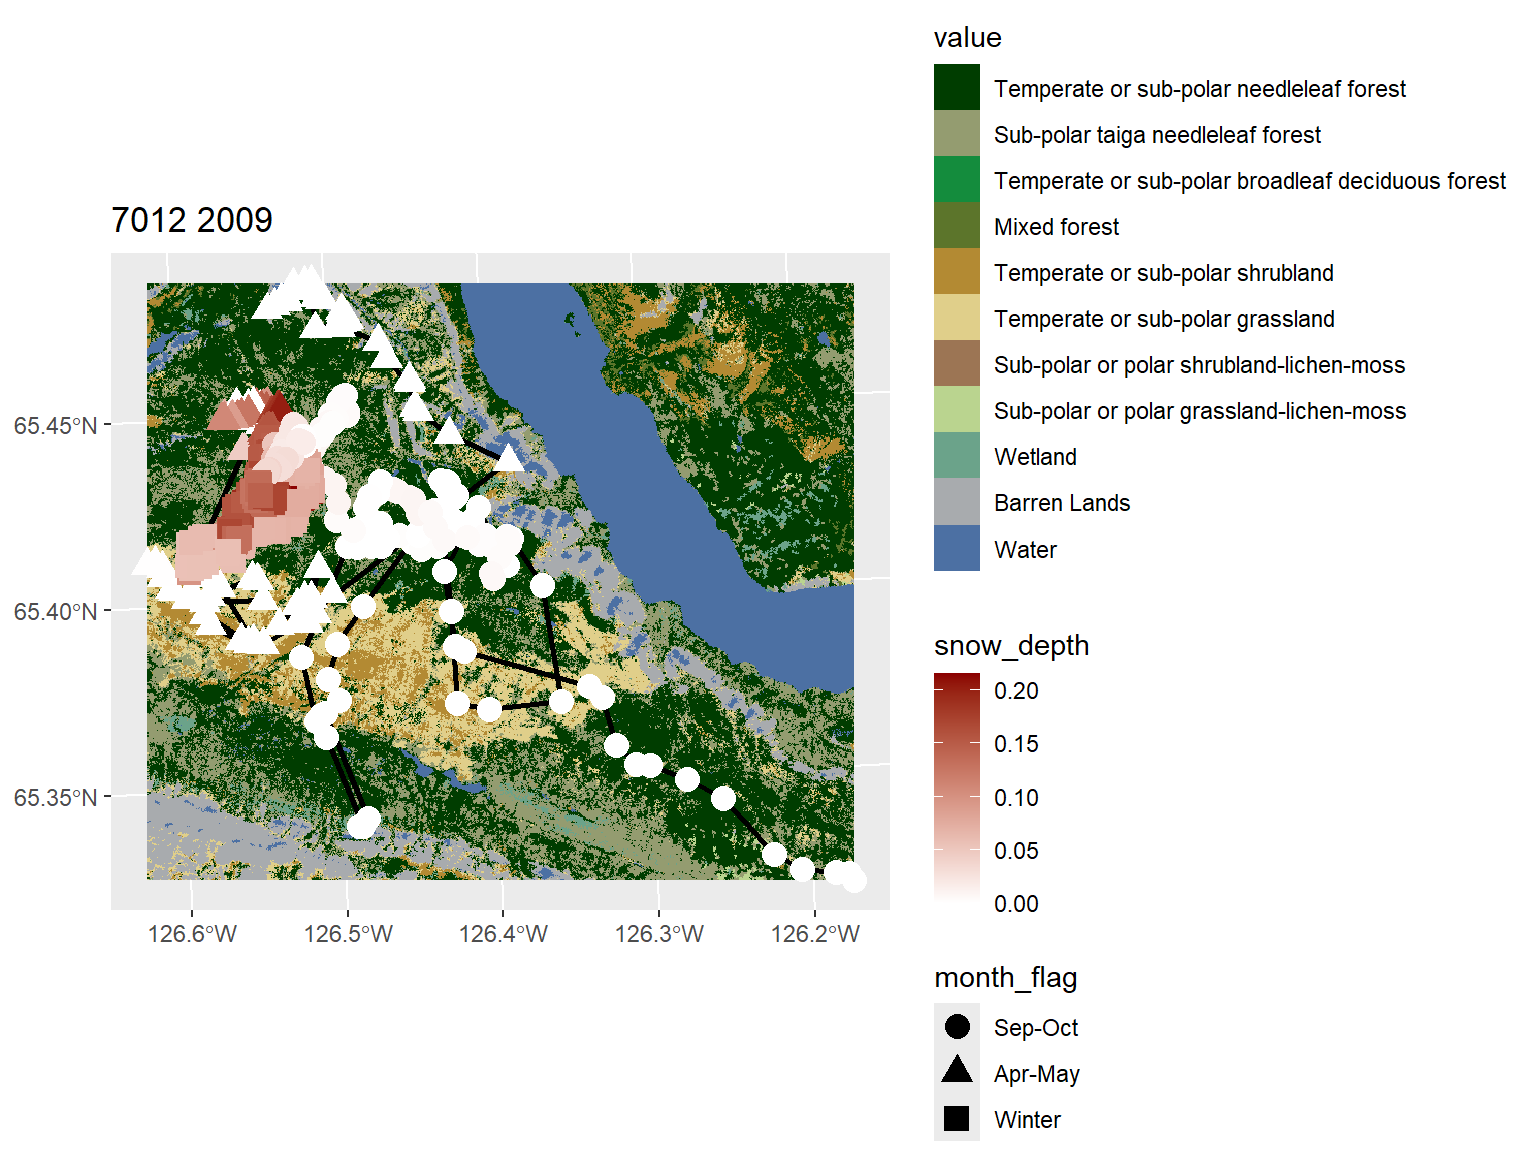 7012 2009
65.45°N
65.40°N
65.35°N
126.6°W
126.5°W
126.4°W
126.3°W
126.2°W
value
Temperate or sub-polar needleleaf forest
Sub-polar taiga needleleaf forest
Temperate or sub-polar broadleaf deciduous forest
Mixed forest
Temperate or sub-polar shrubland
Temperate or sub-polar grassland
Sub-polar or polar shrubland-lichen-moss
Sub-polar or polar grassland-lichen-moss
Wetland
Barren Lands
Water
snow_depth
0.20
0.15
0.10
0.05
0.00
month_flag
Sep-Oct
Apr-May
Winter